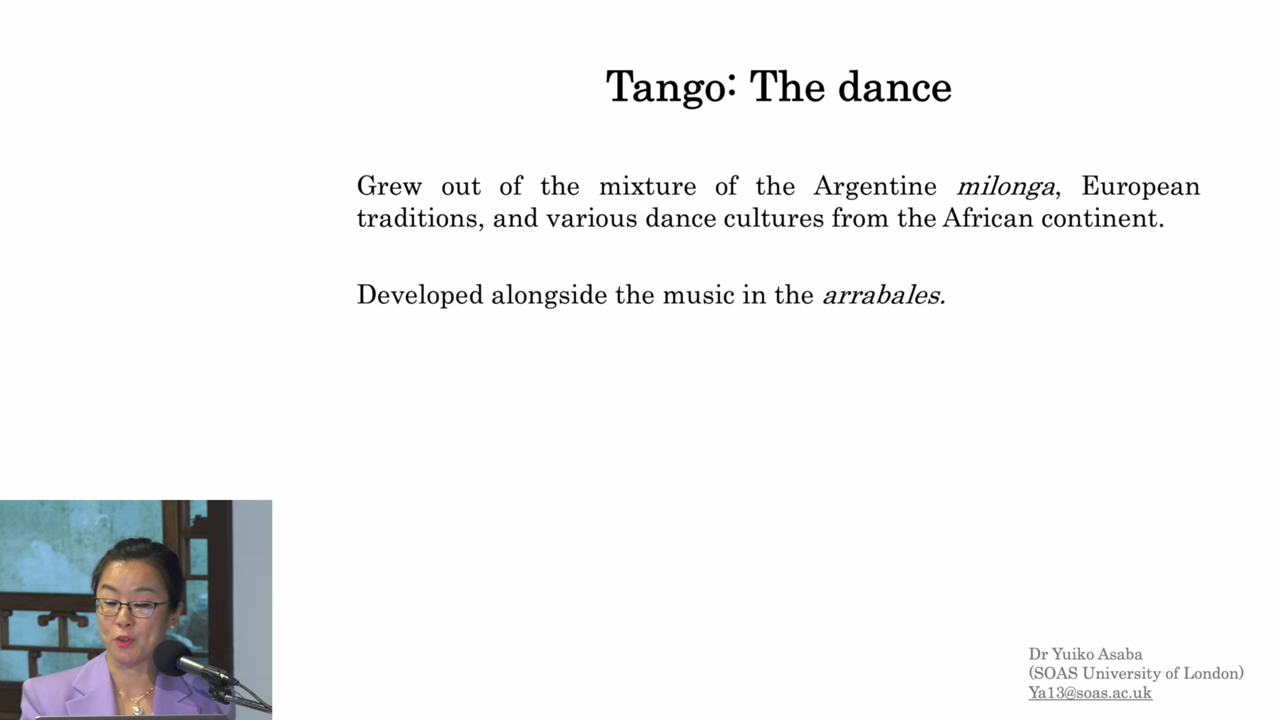 Tango: The dance
Grew out of the mixture of the Argentine milonga, European
traditions, and various dance cultures from the African continent.
Developed alongside the music in the arrabales.
Dr Yuiko Asaba
(SOAS University of London)
Ya13@soas.ac.uk